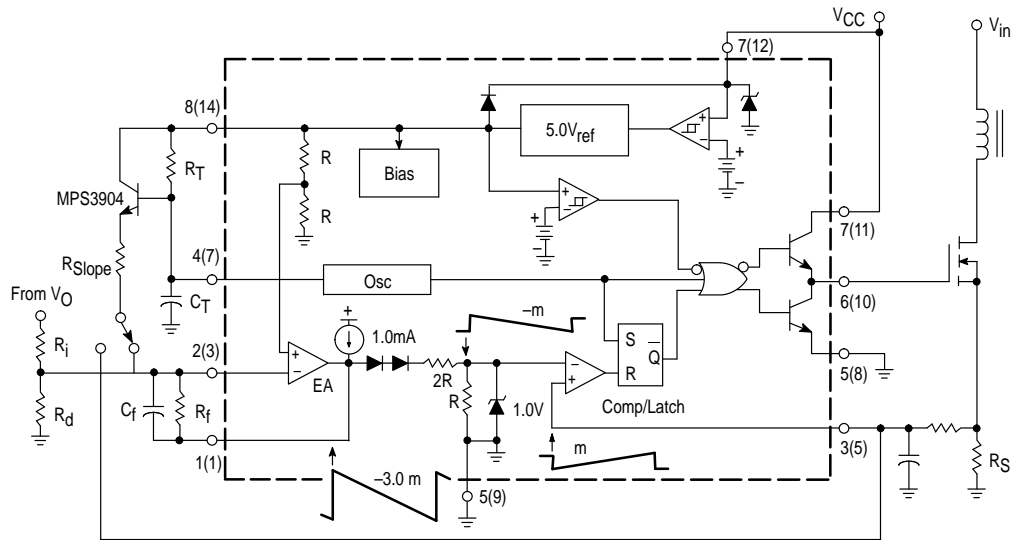 VCC
Vin
7(12)
8(14)
RT
R
Bias
5.0Vref
+
−
+
−
MPS3904
R
+
−
+
−
7(11)
RSlope
4(7)
Osc
6(10)
From VO
CT
+
1.0mA
−m
Ri
2(3)
+
−
EA
2R
S
Q
R
−
+
5(8)
Rd
Cf
Rf
R
1.0V
Comp/Latch
1(1)
m
3(5)
RS
−3.0 m
5(9)